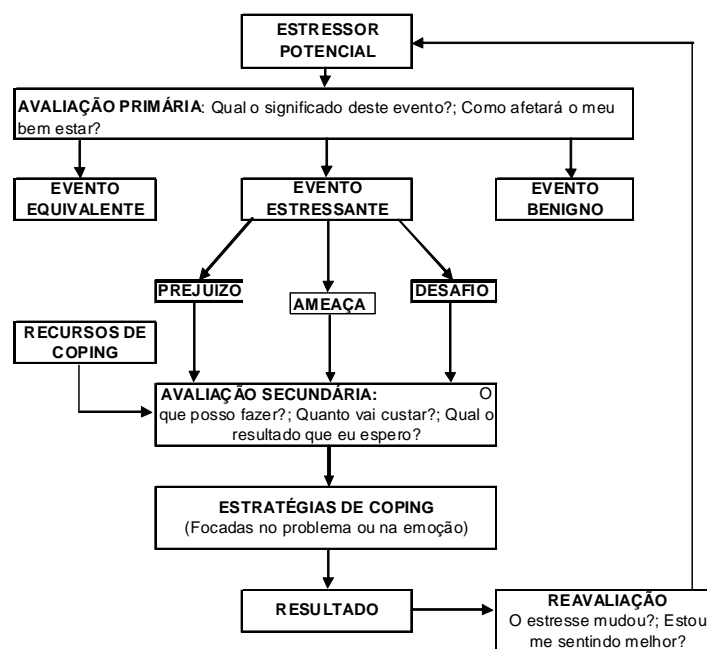 ESTRESSOR
POTENCIAL
AVALIAÇÃO PRIMÁRIA: Qual o significado deste evento?; Como afetará o meu
bem estar?
EVENTO
EQUIVALENTE
EVENTO
ESTRESSANTE
EVENTO
BENIGNO
PREJUIZO
AMEAÇA
DESAFIO
RECURSOS DE
COPING
AVALIAÇÃO SECUNDÁRIA: O
que posso fazer?; Quanto vai custar?; Qual o
resultado que eu espero?
ESTRATÉGIAS DE COPING
(Focadas no problema ou na emoção)
RESULTADO
REAVALIAÇÃO
O estresse mudou?; Estou
me sentindo melhor?